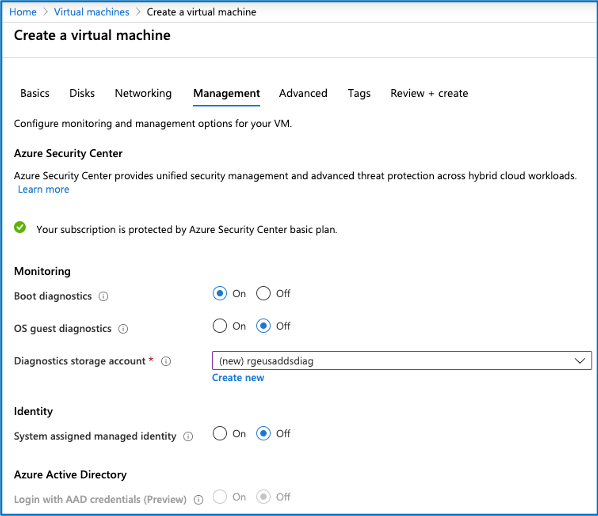 Home > Virtual machines > Create a virtual machine
Create a virtual machine
Basics Disks Networking Management Advanced Tags Review + create
Configure monitoring and management options for your VM.
Azure Security Center
Azure Security Center provides unified security management and advanced threat protection across hybrid cloud workloads.
Learn more
Your subscription is protected by Azure Security Center basic plan.
Monitoring
Boot diagnostics On Off
OS guest diagnostics On Off
Diagnostics storage account * (new) rgeusaddsdiag
Create new
Identity
System assigned managed identity On Off
Azure Active Directory
Login with AAD credentials (Preview) On Off